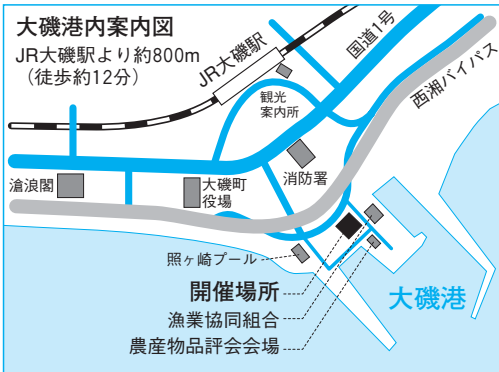 大磯港内案内図
JR大磯駅より約800m
（徒歩約12分）
JR大磯駅
国道1号
西湘バイパス
観光
案内所
滄浪閣
大磯町
役場
消防署
照ヶ崎プール
開催場所
漁業協同組合
農産物品評会会場
大磯港